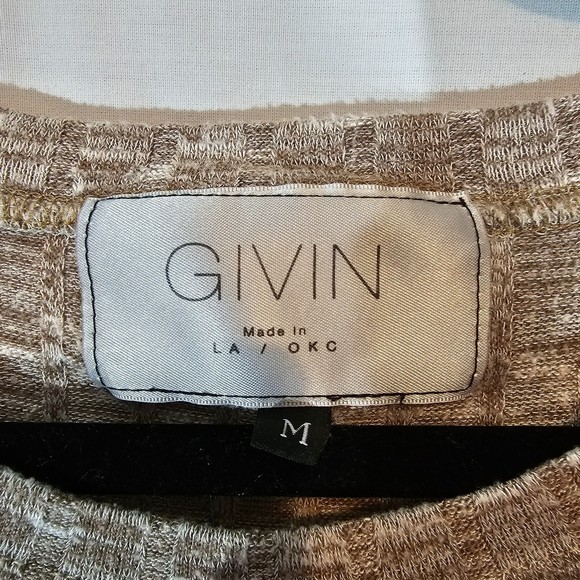 GIVIN
Made in
LA / OKC
M